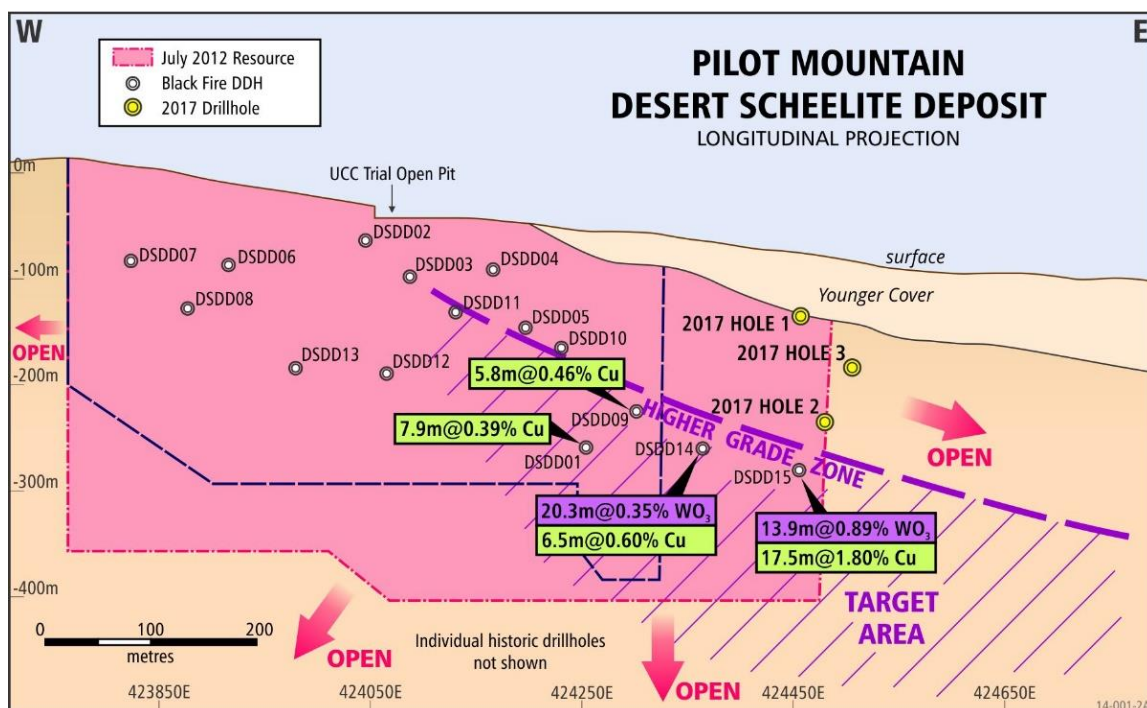 W
E
July 2012 Resource
Black Fire DDH
2017 Drillhole
PILOT MOUNTAIN
DESERT SCHEELITE DEPOSIT
LONGITUDINAL PROJECTION
0m
UCC Trial Open Pit
DSDD02
DSDD07
DSDD06
DSDD03
DSDD04
surface
-100m
DSDD08
DSDD11
DSDD05
Younger Cover
2017 HOLE 1
OPEN
DSDD10
2017 HOLE 3
DSDD13
DSDD12
5.8m@0.46% Cu
-200m
2017 HOLE 2
7.9m@0.39% Cu
DSDD09
HIGHER GRADE ZONE
DSDD01
DSDD14
OPEN
DSDD15
-300m
20.3m@0.35% WO₃
6.5m@0.60% Cu
13.9m@0.89% WO₃
17.5m@1.80% Cu
-400m
TARGET
AREA
0 100 200
metres
OPEN
Individual historic drillholes
not shown
OPEN
423850E 424050E 424250E 424450E 424650E